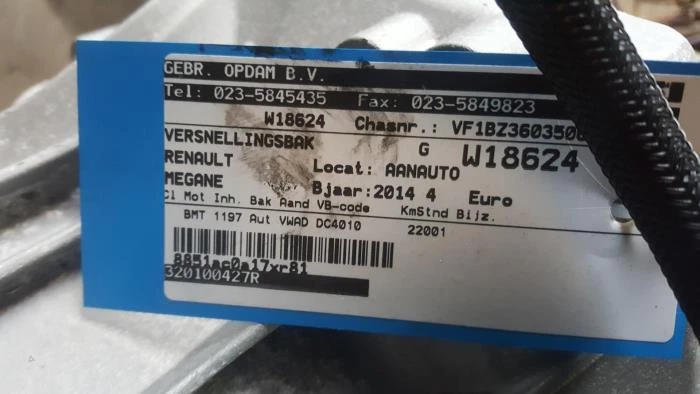 GEBR. OPDAM B.V.
Tel: 023-5845435 Fax: 023-5849823
W18624 Chasnr.: VF1BZ3603500
VERSNELLINGSBAK G W18624
RENAULT Locat: AANAUTO
MEGANE Bjaar: 2014 4 Euro
Cl Mot Inh. Bak Aand VB-code KmStnd Bijz.
BMT 1197 Aut VWAD DC4010 22001
8851ac0a17xr81
320100427R